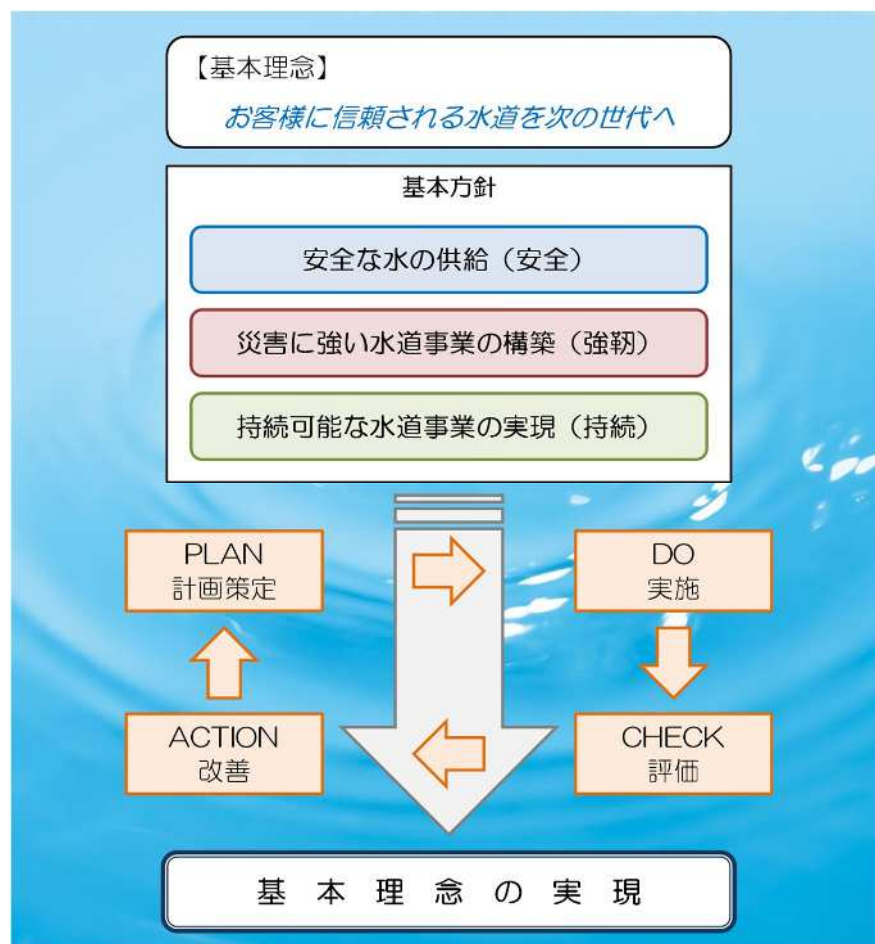 【基本理念】
お客様に信頼される水道を次の世代へ
基本方針
安全な水の供給（安全）
災害に強い水道事業の構築（強靭）
持続可能な水道事業の実現（持続）
PLAN
計画策定
DO
実施
ACTION
改善
CHECK
評価
基本理念の実現